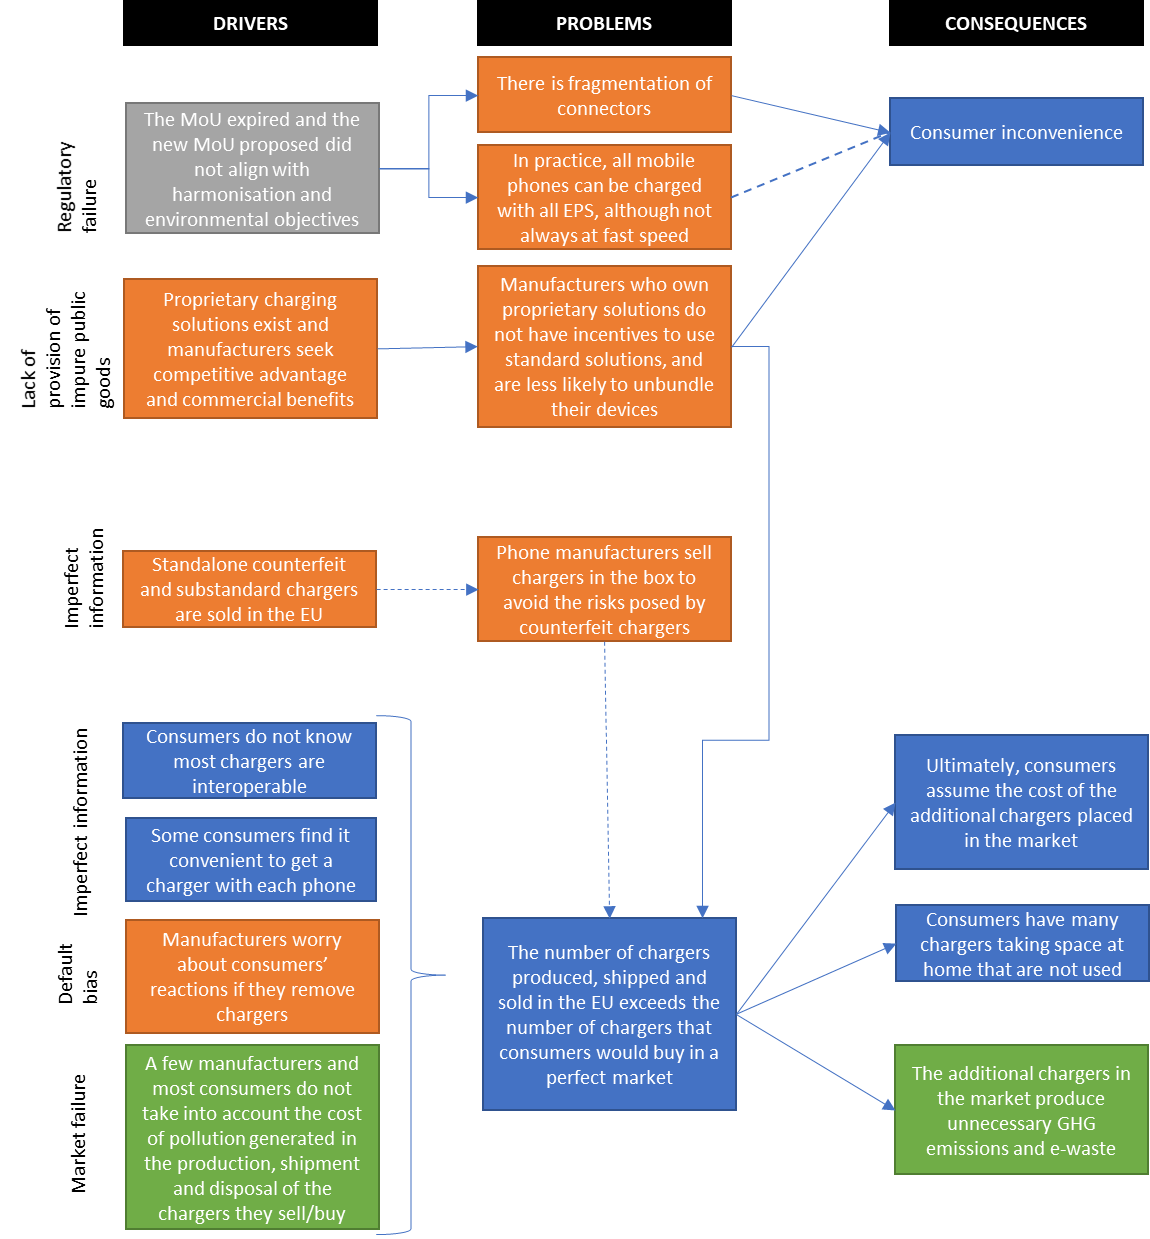 DRIVERS
PROBLEMS
CONSEQUENCES
Regulatory
failure
The MoU expired and the
new MoU proposed did
not align with
harmonisation and
environmental objectives
There is fragmentation of
connectors
Consumer inconvenience
In practice, all mobile
phones can be charged
with all EPS, although not
always at fast speed
Lack of
provision of
impure public
goods
Proprietary charging
solutions exist and
manufacturers seek
competitive advantage
and commercial benefits
Manufacturers who own
proprietary solutions do
not have incentives to use
standard solutions, and
are less likely to unbundle
their devices
Imperfect
information
Standalone counterfeit
and substandard chargers
are sold in the EU
Phone manufacturers sell
chargers in the box to
avoid the risks posed by
counterfeit chargers
Imperfect information
Consumers do not know
most chargers are
interoperable
Some consumers find it
convenient to get a
charger with each phone
Default
bias
Manufacturers worry
about consumers’
reactions if they remove
chargers
Market failure
A few manufacturers and
most consumers do not
take into account the cost
of pollution generated in
the production, shipment
and disposal of the
chargers they sell/buy
The number of chargers
produced, shipped and
sold in the EU exceeds the
number of chargers that
consumers would buy in a
perfect market
Ultimately, consumers
assume the cost of the
additional chargers placed
in the market
Consumers have many
chargers taking space at
home that are not used
The additional chargers in
the market produce
unnecessary GHG
emissions and e-waste